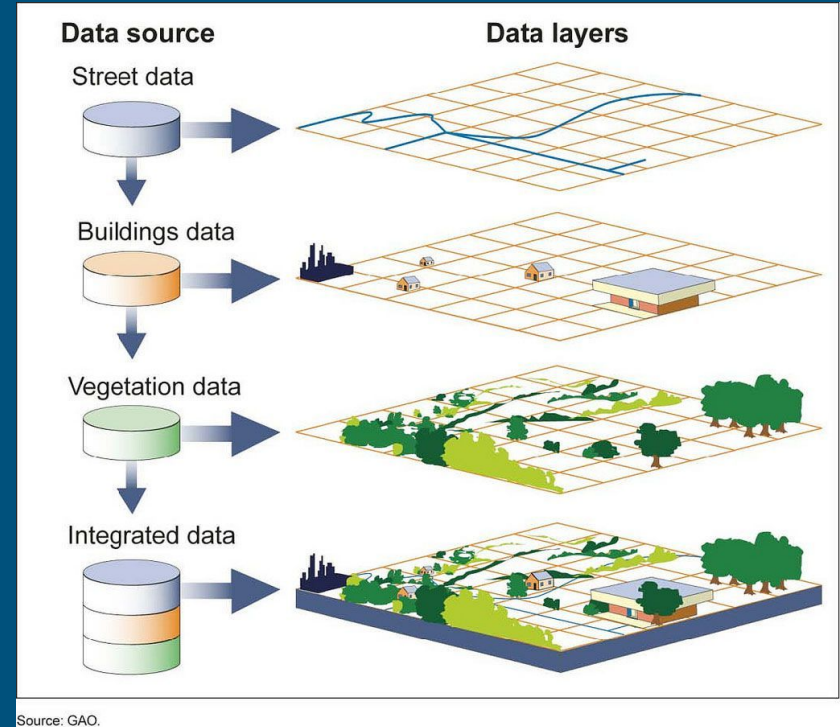 Data source
Data layers
Street data
Buildings data
Vegetation data
Integrated data
Source: GAO.